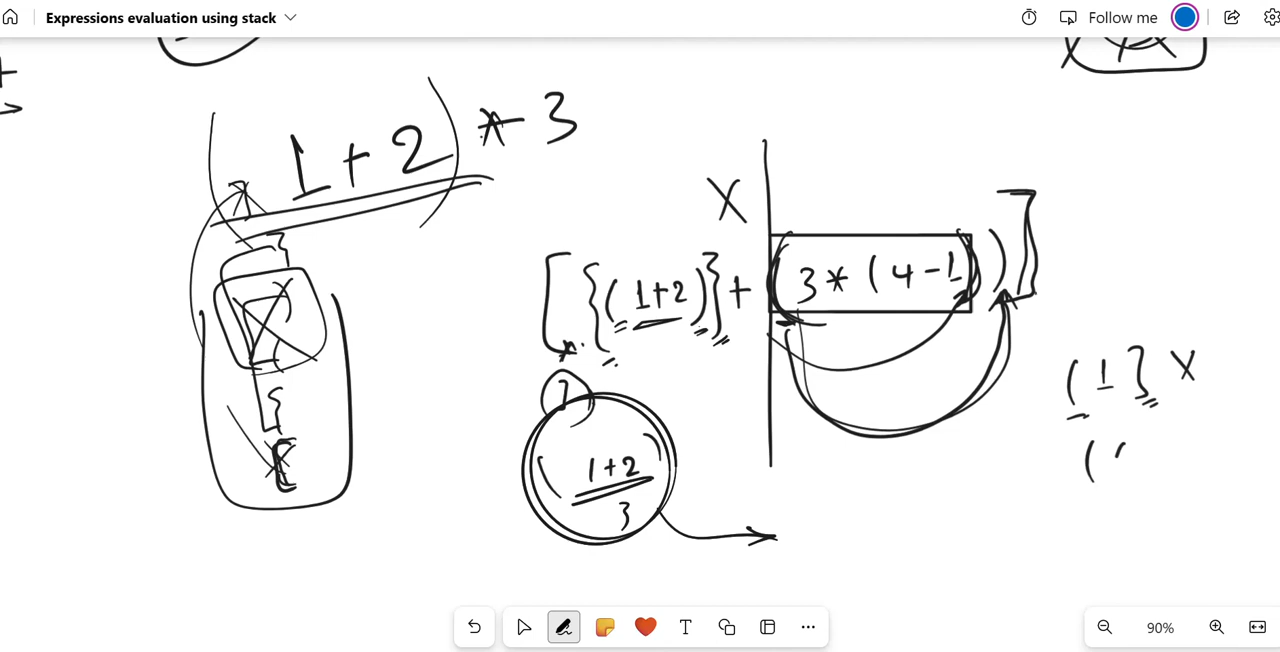 Expressions evaluation using stack
Follow me
(1+2) * 3
X
[{(1+2)}+(3*(4-1))]
(1} X
1+2
3
(
T
90%